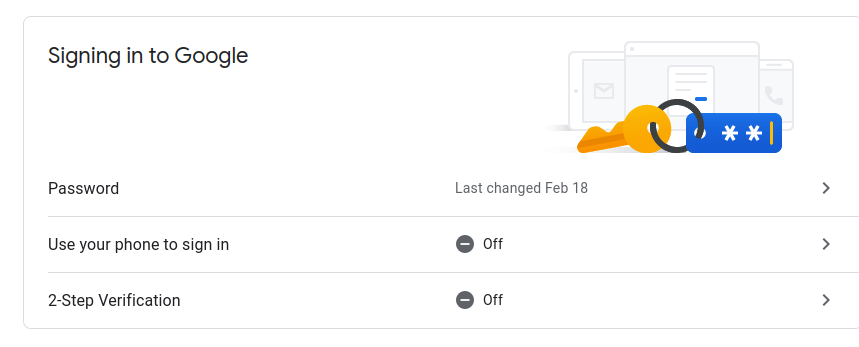 Signing in to Google
Password
Last changed Feb 18
Use your phone to sign in
Off
2-Step Verification
Off